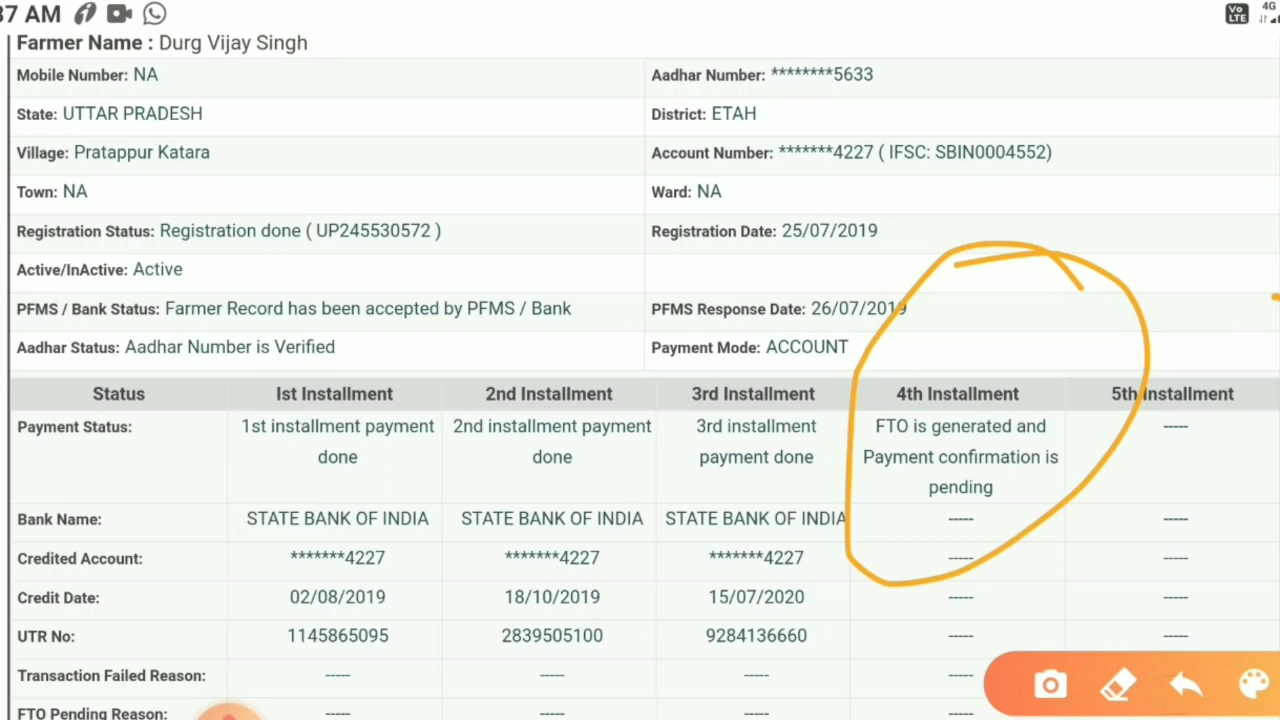 37 AM
Vo LTE 4G
Farmer Name : Durg Vijay Singh
Mobile Number: NA Aadhar Number: ********5633
State: UTTAR PRADESH District: ETAH
Village: Pratappur Katara Account Number: *******4227 ( IFSC: SBIN0004552)
Town: NA Ward: NA
Registration Status: Registration done ( UP245530572 ) Registration Date: 25/07/2019
Active/InActive: Active
PFMS / Bank Status: Farmer Record has been accepted by PFMS / Bank PFMS Response Date: 26/07/2019
Aadhar Status: Aadhar Number is Verified Payment Mode: ACCOUNT
Status Ist Installment 2nd Installment 3rd Installment 4th Installment 5th Installment
Payment Status: 1st installment payment 2nd installment payment 3rd installment FTO is generated and -----
done done payment done Payment confirmation is
pending
Bank Name: STATE BANK OF INDIA STATE BANK OF INDIA STATE BANK OF INDIA ----- -----
Credited Account: *******4227 *******4227 *******4227 ----- -----
Credit Date: 02/08/2019 18/10/2019 15/07/2020 ----- -----
UTR No: 1145865095 2839505100 9284136660 ----- -----
Transaction Failed Reason: ----- ----- ----- -----
FTO Pending Reason: ----- ----- ----- -----